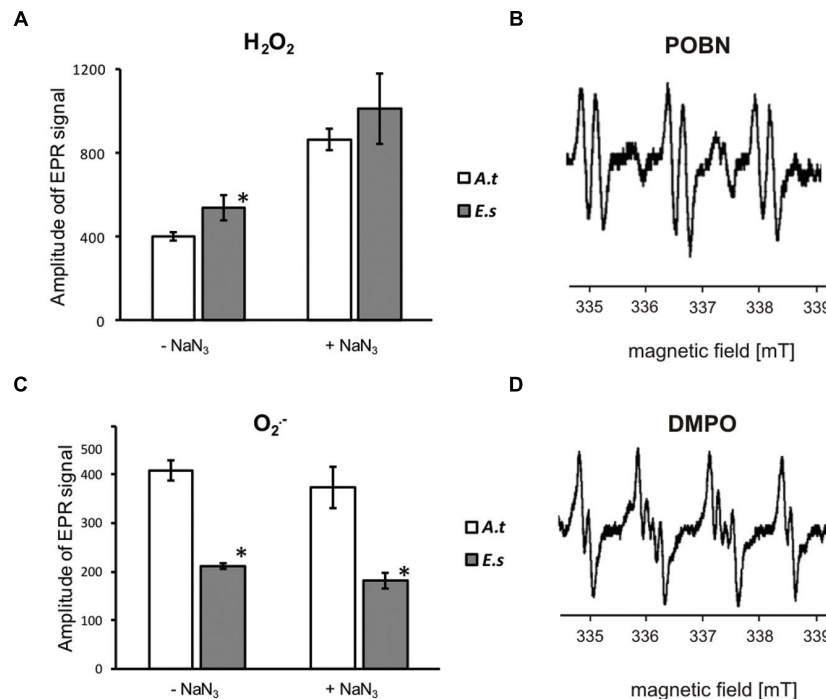 A
H₂O₂
Amplitude odf EPR signal
1200
800
400
0
- NaN₃
+ NaN₃
A.t
E.s
*
B
POBN
335 336 337 338 339
magnetic field [mT]
C
O₂·-
Amplitude of EPR signal
500
400
300
200
100
0
- NaN₃
+ NaN₃
A.t
E.s
*
*
D
DMPO
335 336 337 338 339
magnetic field [mT]